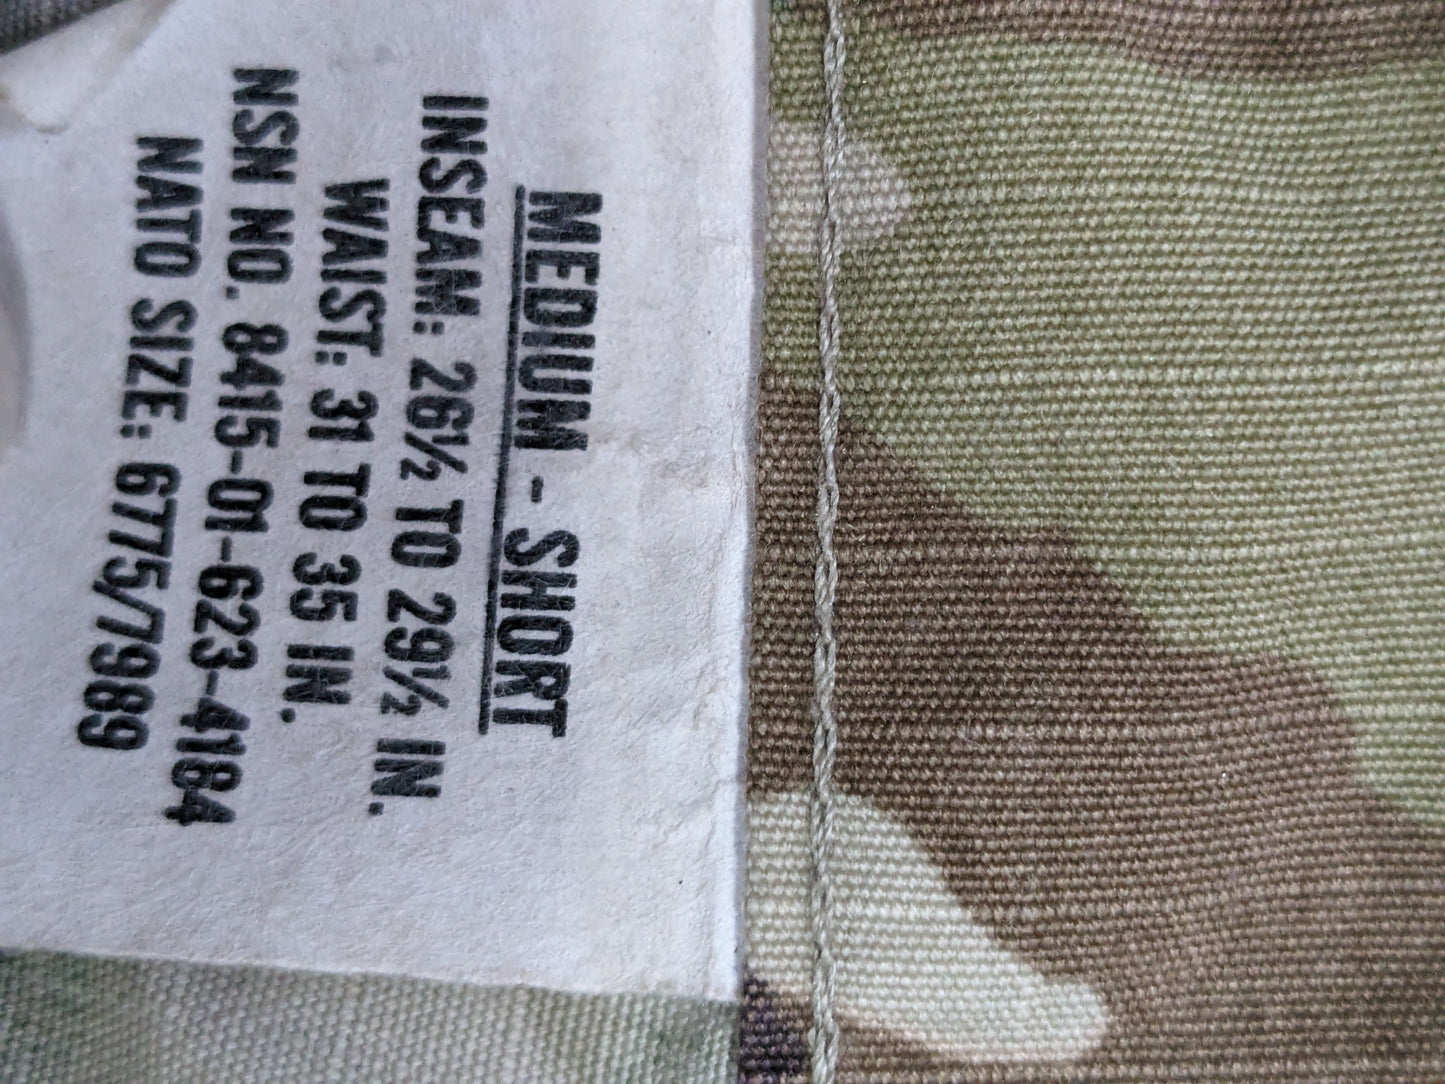 MEDIUM - SHORT
INSEAM: 26½ TO 29½ IN.
WAIST: 31 TO 35 IN.
NSN NO. 8415-01-623-4184
NATO SIZE: 6775/7989